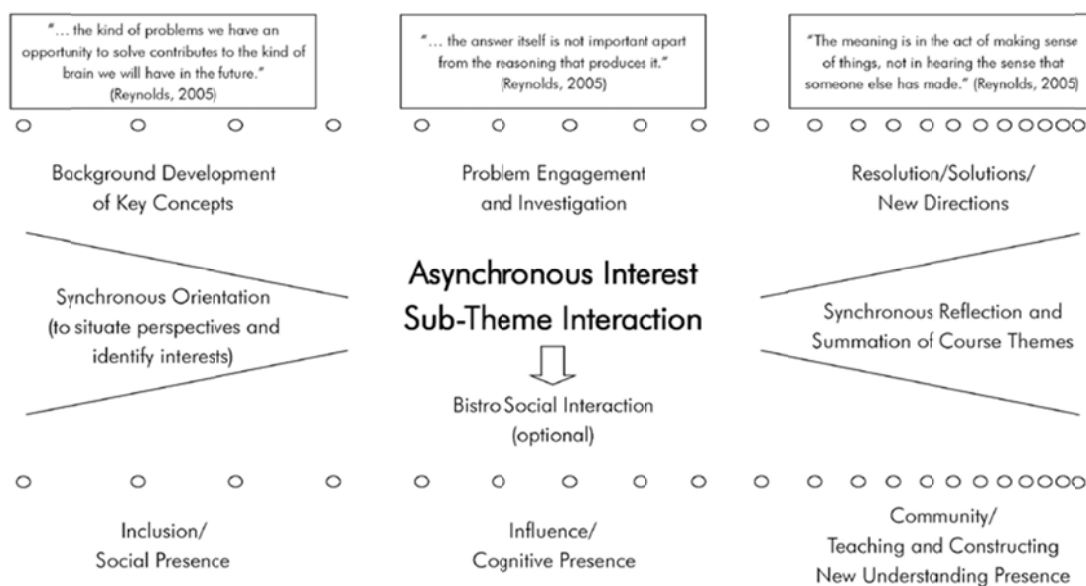 "... the kind of problems we have an
opportunity to solve contributes to the kind of
brain we will have in the future."
(Reynolds, 2005)
"... the answer itself is not important apart
from the reasoning that produces it."
(Reynolds, 2005)
"The meaning is in the act of making sense
of things, not in hearing the sense that
someone else has made." (Reynolds, 2005)
Background Development
of Key Concepts
Problem Engagement
and Investigation
Resolution/Solutions/
New Directions
Synchronous Orientation
(to situate perspectives and
identify interests)
Asynchronous Interest
Sub-Theme Interaction
Bistro Social Interaction
(optional)
Synchronous Reflection and
Summation of Course Themes
Inclusion/
Social Presence
Influence/
Cognitive Presence
Community/
Teaching and Constructing
New Understanding Presence